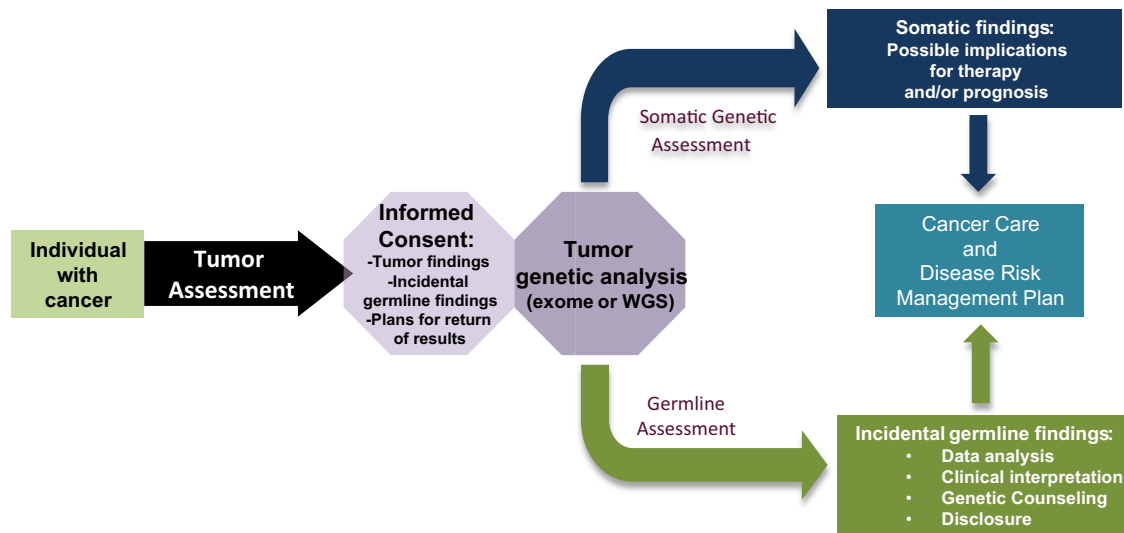 Individual
with
cancer
Tumor
Assessment
Informed
Consent:
-Tumor findings
-Incidental
germline findings
-Plans for return
of results
Tumor
genetic analysis
(exome or WGS)
Somatic Genetic
Assessment
Somatic findings:
Possible implications
for therapy
and/or prognosis
Cancer Care
and
Disease Risk
Management Plan
Germline
Assessment
Incidental germline findings:
• Data analysis
• Clinical interpretation
• Genetic Counseling
• Disclosure